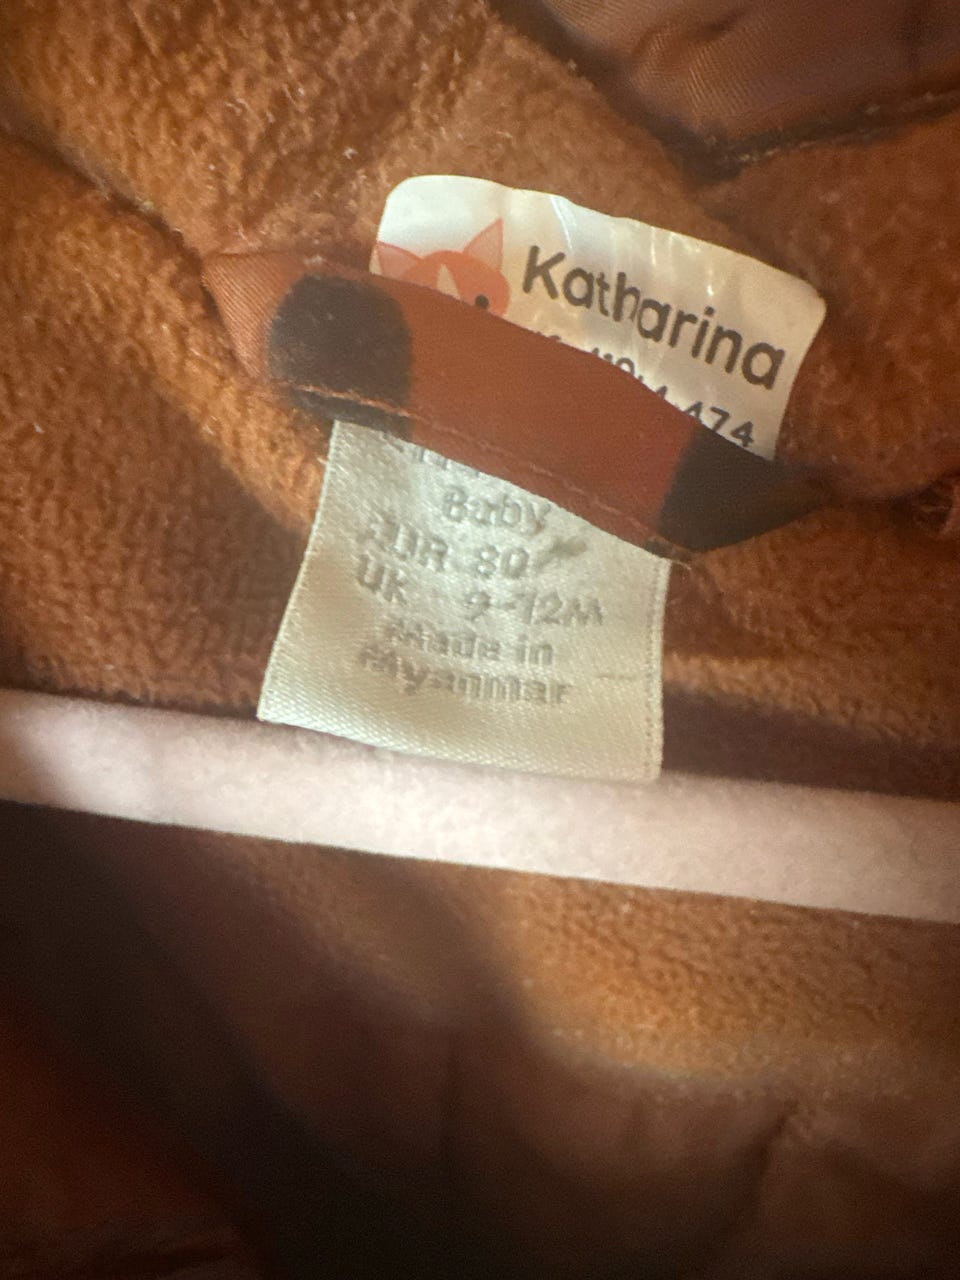 Katharina
474
Baby
EUR 80/
UK 9-12M
Made in
Myanmar